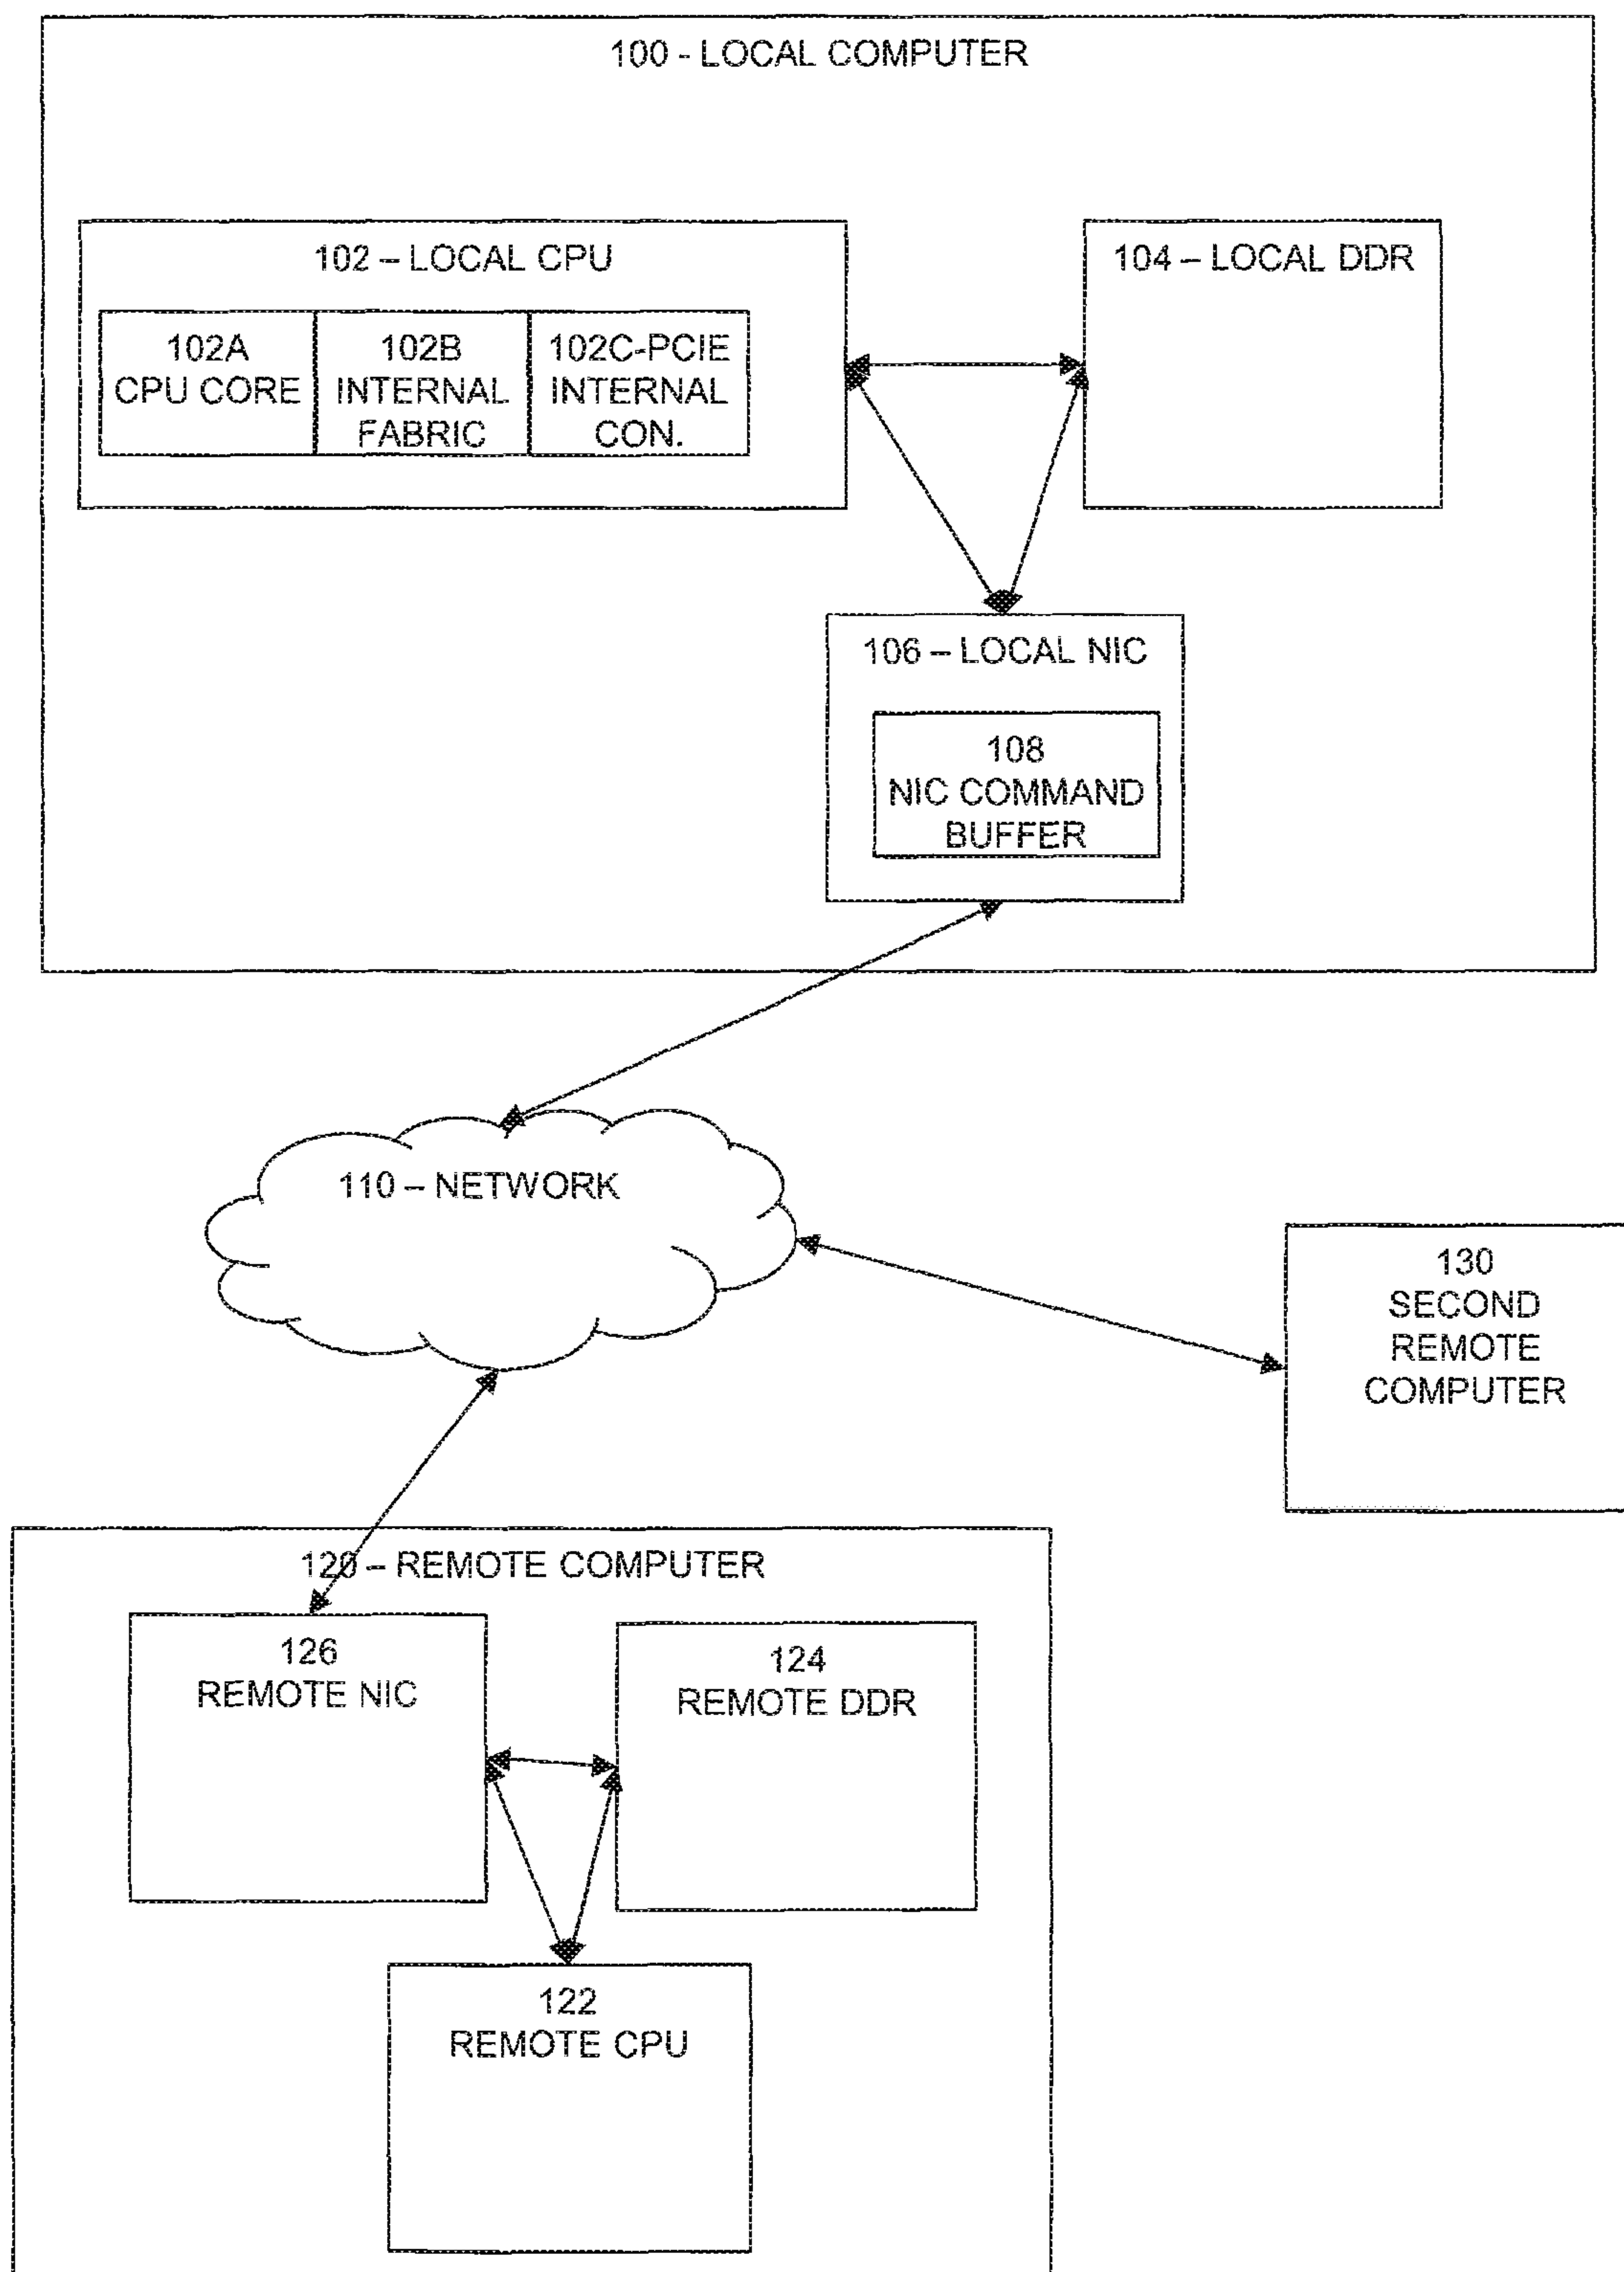 100 - LOCAL COMPUTER
102 – LOCAL CPU
102A
CPU CORE
102B
INTERNAL
FABRIC
102C-PCIE
INTERNAL
CON.
104 – LOCAL DDR
106 – LOCAL NIC
108
NIC COMMAND
BUFFER
110 – NETWORK
130
SECOND
REMOTE
COMPUTER
120 – REMOTE COMPUTER
126
REMOTE NIC
124
REMOTE DDR
122
REMOTE CPU